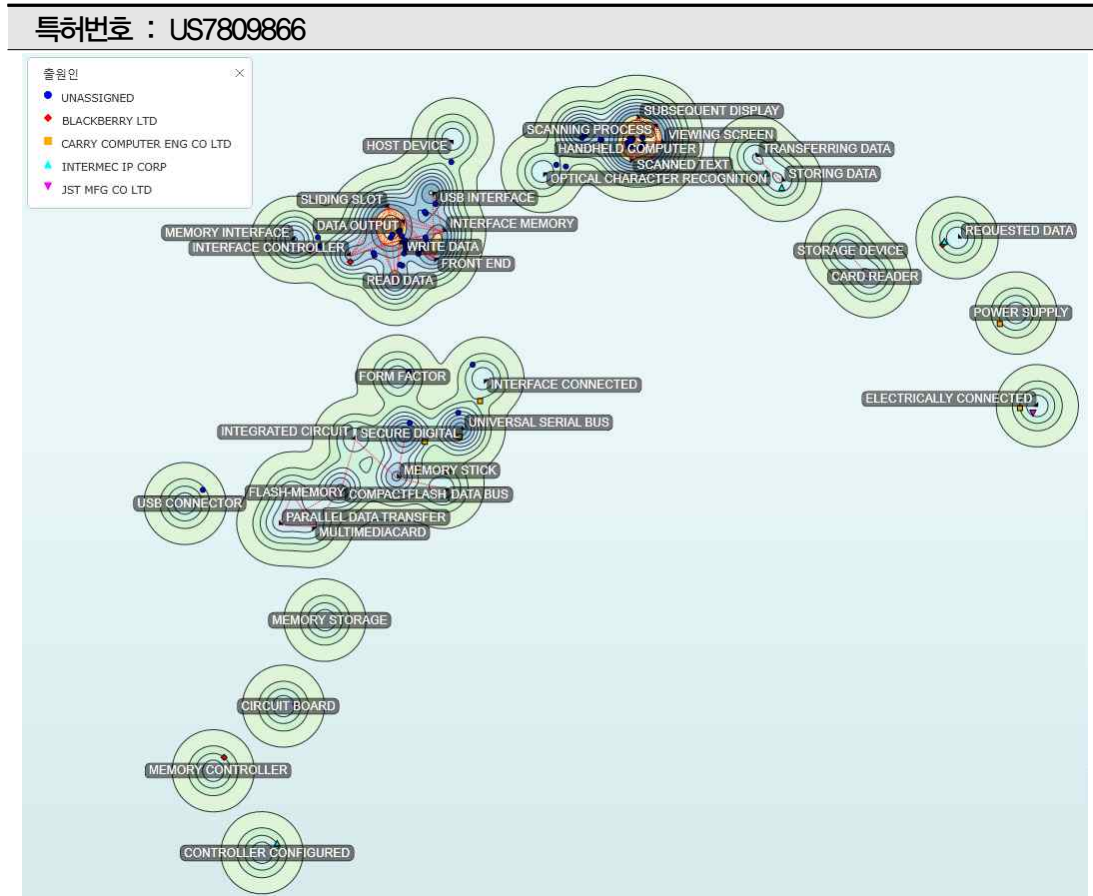 특허번호 : US7809866
출원인
UNASSIGNED
BLACKBERRY LTD
CARRY COMPUTER ENG CO LTD
INTERMEC IP CORP
JST MFG CO LTD
SUBSEQUENT DISPLAY
SCANNING PROCESS
VIEWING SCREEN
HOST DEVICE
HANDHELD COMPUTER
TRANSFERRING DATA
SCANNED TEXT
OPTICAL CHARACTER RECOGNITION
STORING DATA
SLIDING SLOT
USB INTERFACE
DATA OUTPUT
INTERFACE MEMORY
MEMORY INTERFACE
REQUESTED DATA
INTERFACE CONTROLLER
WRITE DATA
STORAGE DEVICE
FRONT END
READ DATA
CARD READER
POWER SUPPLY
FORM FACTOR
INTERFACE CONNECTED
ELECTRICALLY CONNECTED
UNIVERSAL SERIAL BUS
INTEGRATED CIRCUIT
SECURE DIGITAL
MEMORY STICK
FLASH-MEMORY
COMPACTFLASH
DATA BUS
USB CONNECTOR
PARALLEL DATA TRANSFER
MULTIMEDIACARD
MEMORY STORAGE
CIRCUIT BOARD
MEMORY CONTROLLER
CONTROLLER CONFIGURED